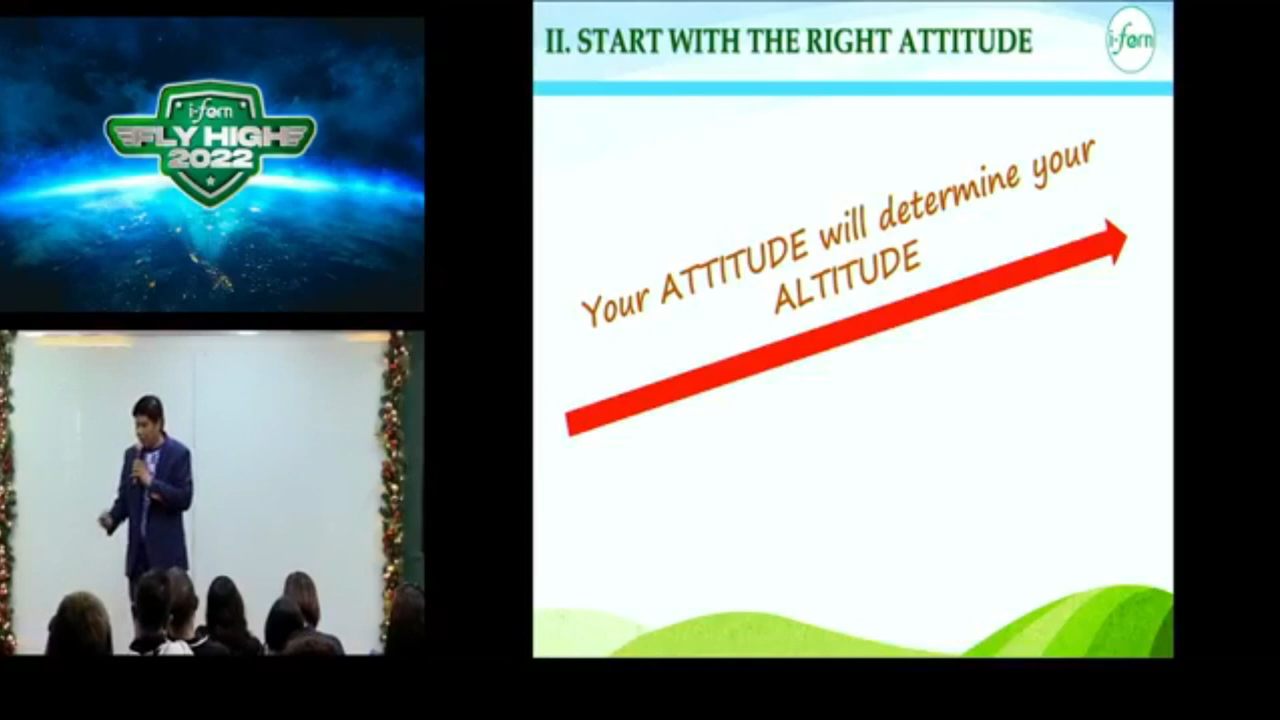 i-fern
FLY HIGH
2022
II. START WITH THE RIGHT ATTITUDE
i-fern
Your ATTITUDE will determine your
ALTITUDE